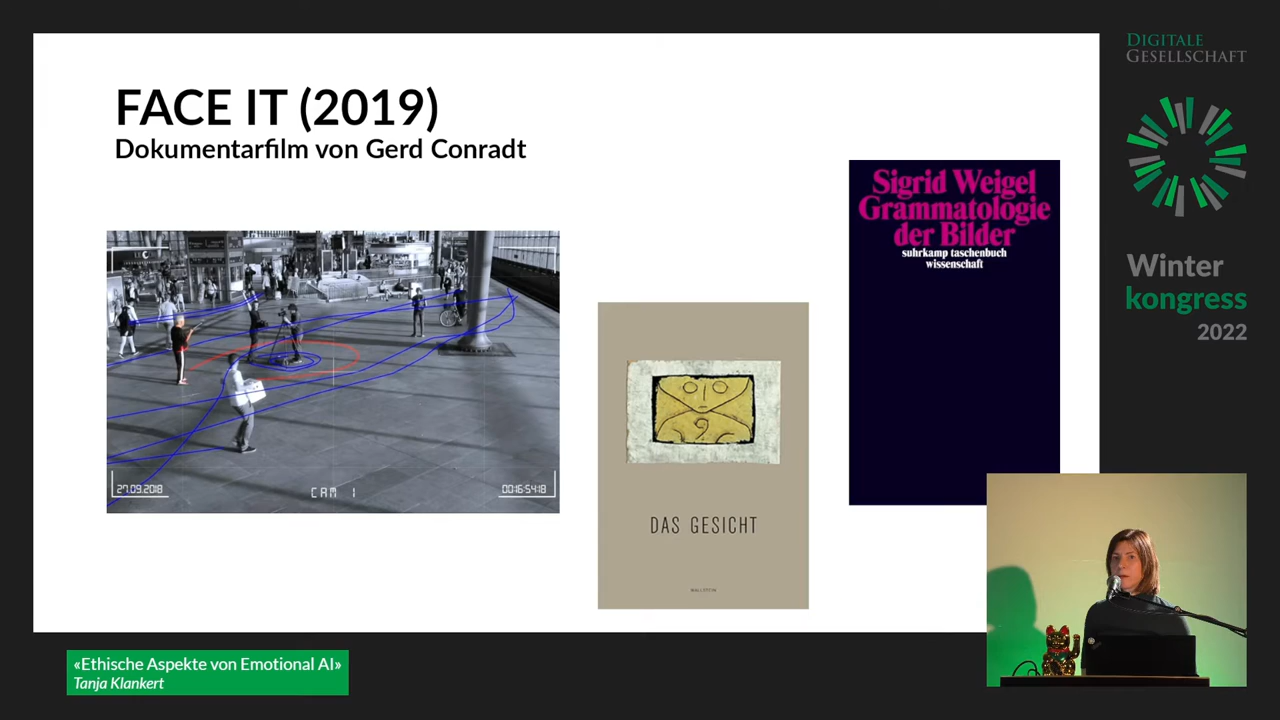 FACE IT (2019)
Dokumentarfilm von Gerd Conradt
27.09.2018
CAM 1
00:16:54:18
DAS GESICHT
Sigrid Weigel
Grammatologie
der Bilder
suhrkamp taschenbuch
wissenschaft
DIGITALE
GESELLSCHAFT
Winter
kongress
2022
«Ethische Aspekte von Emotional AI»
Tanja Klankert